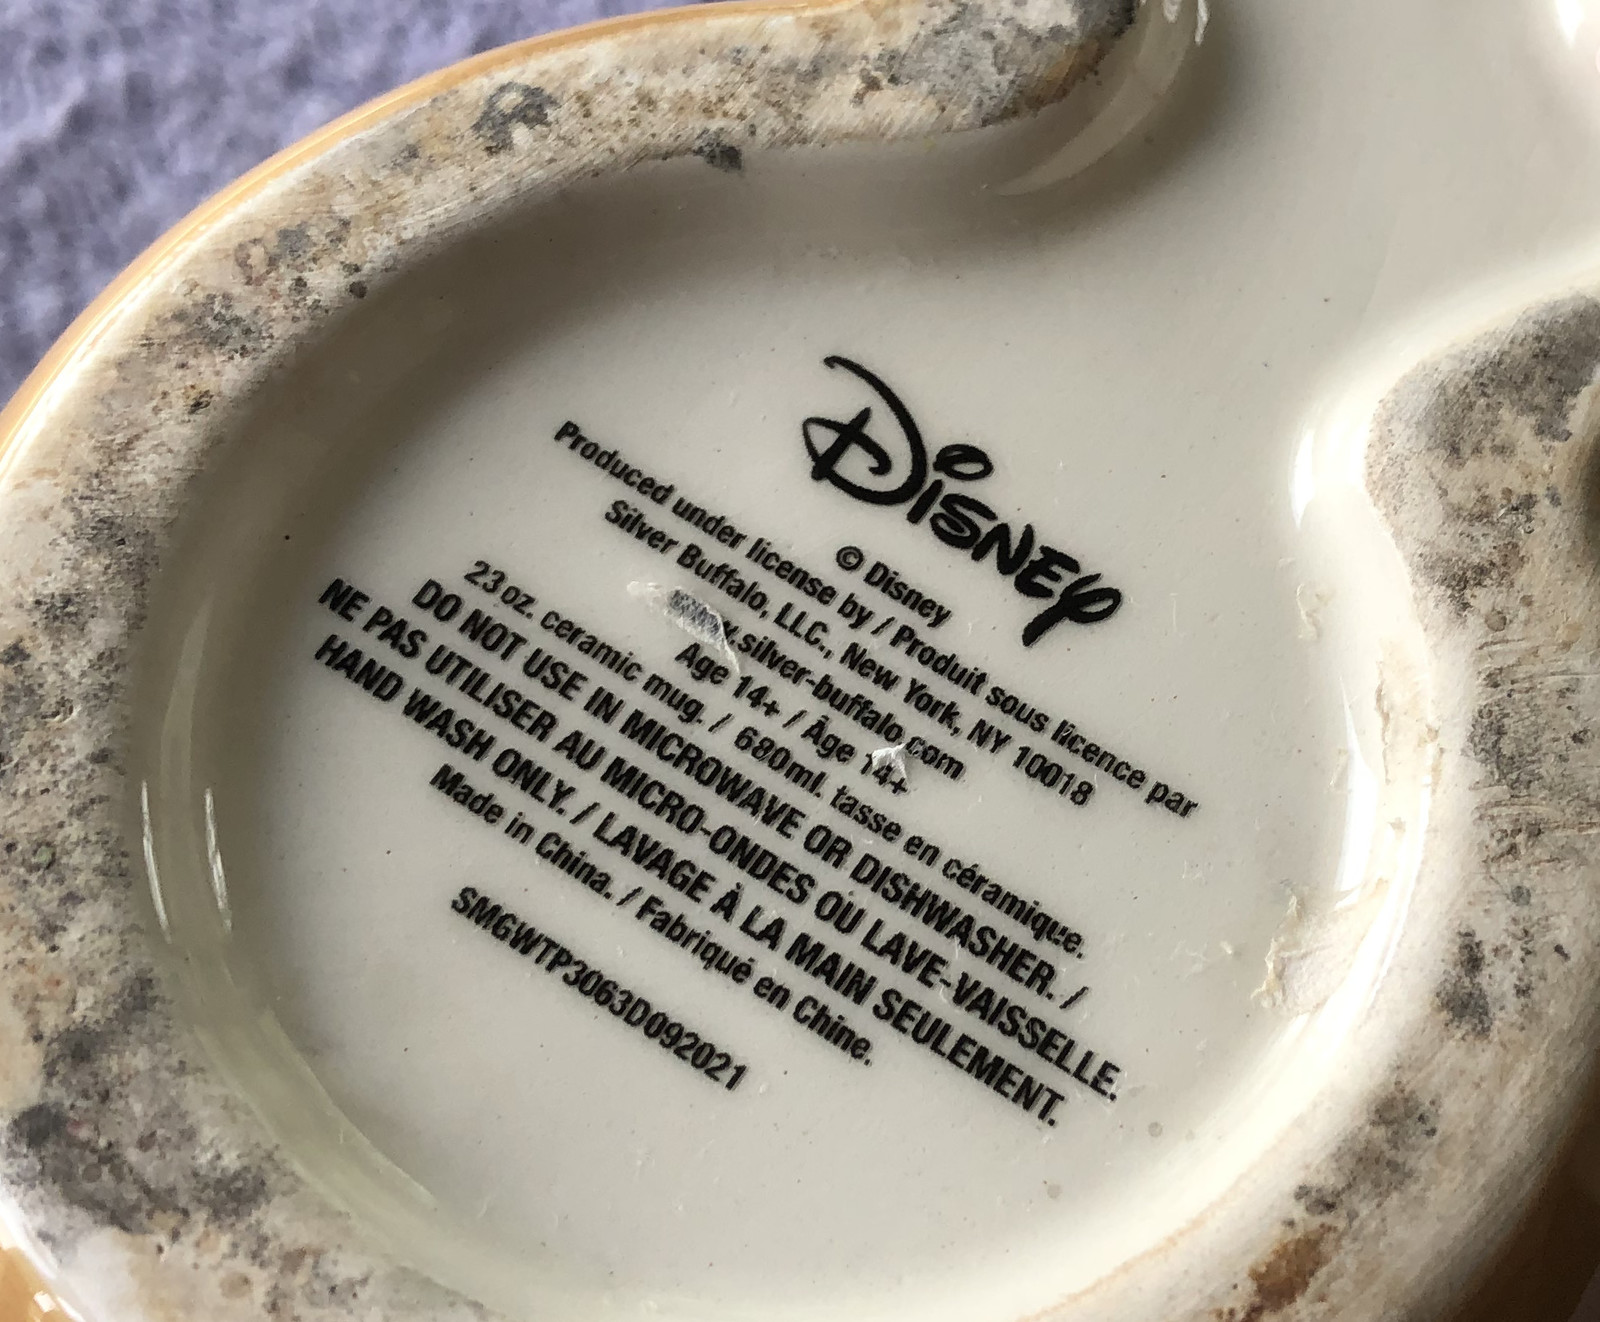 Disney
© Disney
Produced under license by / Produit sous licence par
Silver Buffalo, LLC., New York, NY 10018
www.silver-buffalo.com
Age 14+ / Âge 14+
23 oz. ceramic mug. / 680ml. tasse en céramique.
DO NOT USE IN MICROWAVE OR DISHWASHER. /
NE PAS UTILISER AU MICRO-ONDES OU LAVE-VAISSELLE.
HAND WASH ONLY. / LAVAGE À LA MAIN SEULEMENT.
Made in China. / Fabriqué en Chine.
SMGWTP3063D092021